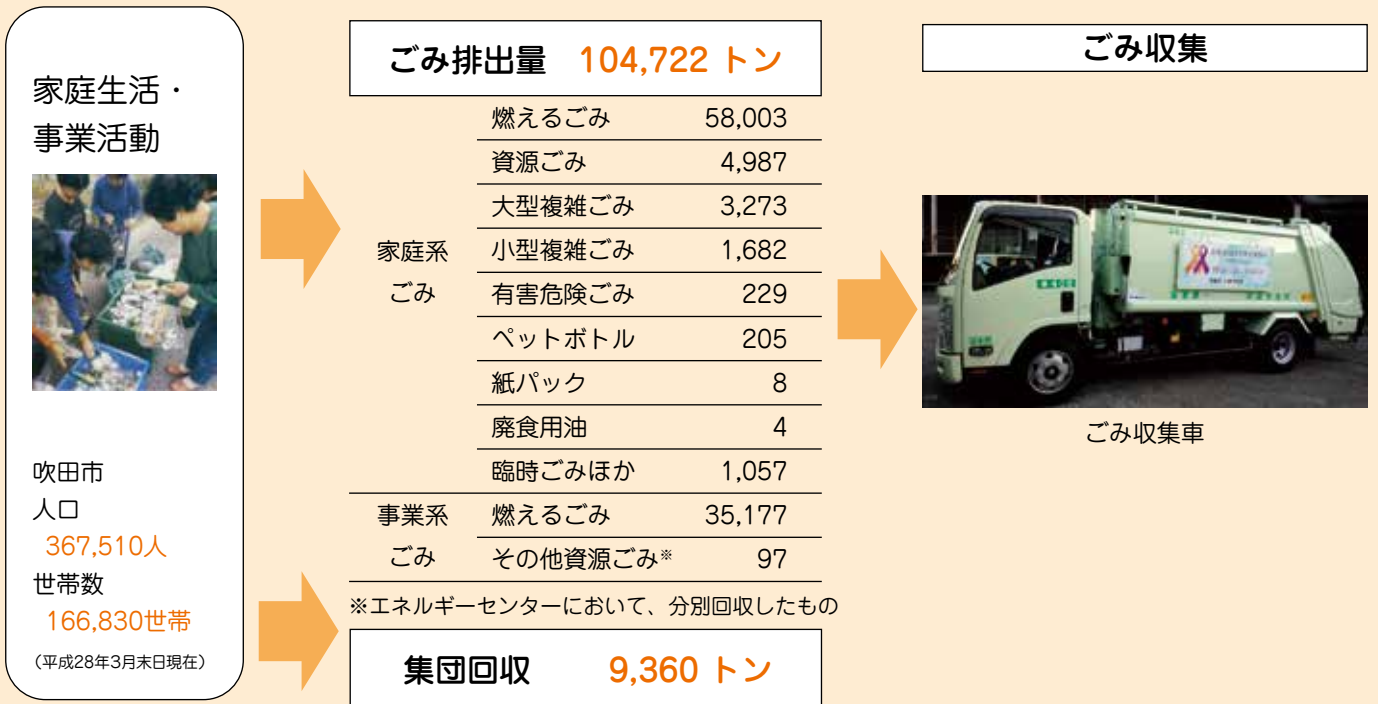 家庭生活・
事業活動
吹田市
人口
367,510人
世帯数
166,830世帯
（平成28年3月末日現在）
ごみ排出量 104,722 トン
家庭系
ごみ
燃えるごみ 58,003
資源ごみ 4,987
大型複雑ごみ 3,273
小型複雑ごみ 1,682
有害危険ごみ 229
ペットボトル 205
紙パック 8
廃食用油 4
臨時ごみほか 1,057
事業系
ごみ
燃えるごみ 35,177
その他資源ごみ※ 97
※エネルギーセンターにおいて、分別回収したもの
集団回収 9,360 トン
ごみ収集
ごみ収集車